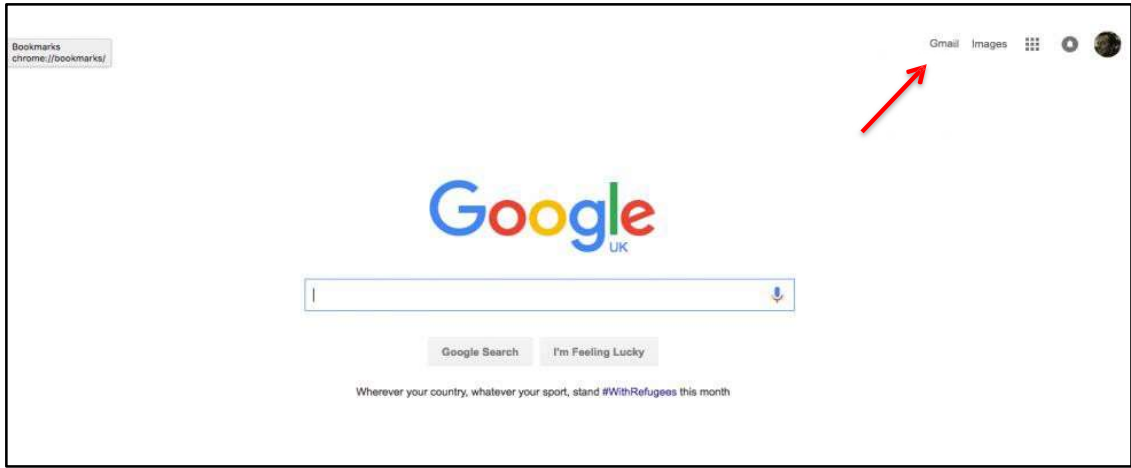 Bookmarks
chrome://bookmarks/
Gmail Images
Google
UK
Google Search I'm Feeling Lucky
Wherever your country, whatever your sport, stand #WithRefugees this month